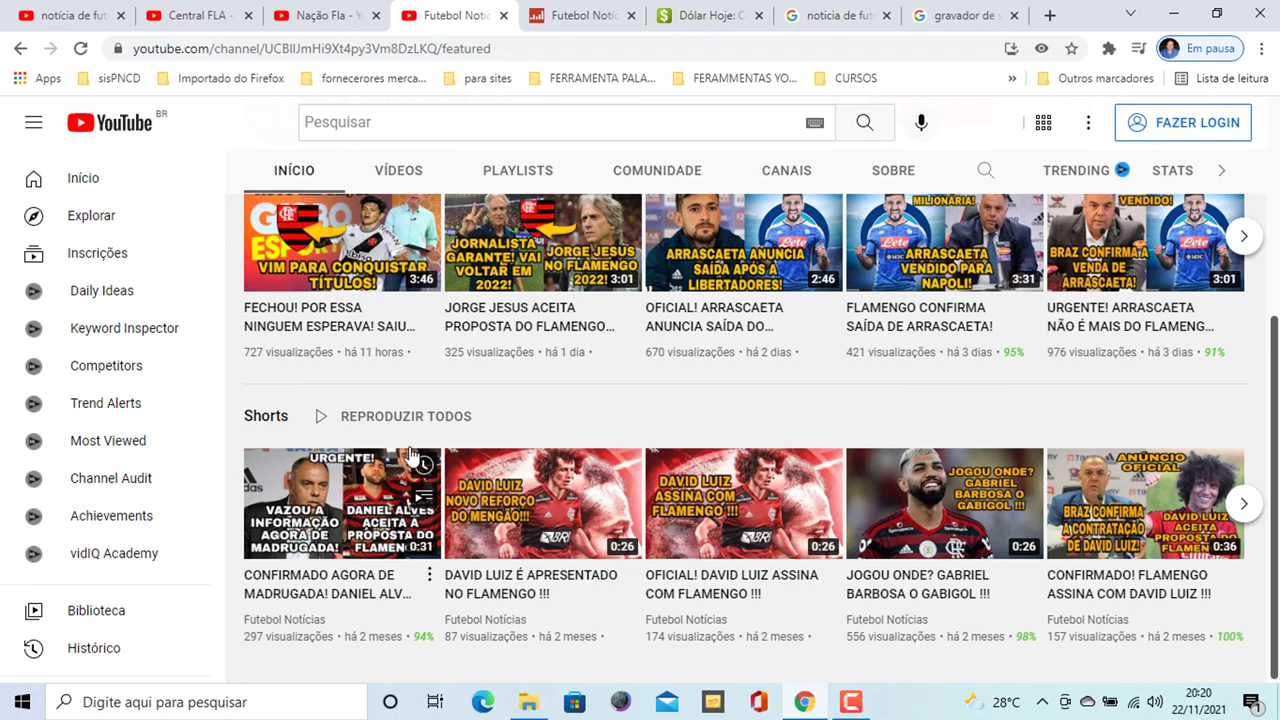 notícia de fut
Central FLA -
Nação Fla - Y
Futebol Notíc
Futebol Notíc
Dólar Hoje: C
noticia de fu
gravador de v
youtube.com/channel/UCBIlJmHi9Xt4py3Vm8DzLKQ/featured
Em pausa
Apps
sisPNCD
Importado do Firefox
fornecerores merca...
para sites
FERRAMENTA PALA...
FERAMMENTAS YO...
CURSOS
»
Outros marcadores
Lista de leitura
YouTube BR
Pesquisar
FAZER LOGIN
INÍCIO
VÍDEOS
PLAYLISTS
COMUNIDADE
CANAIS
SOBRE
TRENDING
STATS
Início
Explorar
Inscrições
Daily Ideas
Keyword Inspector
Competitors
Trend Alerts
Most Viewed
Channel Audit
Achievements
vidIQ Academy
Biblioteca
Histórico
GLOBO
ESPORTE
VIM PARA CONQUISTAR
TÍTULOS!
3:46
JORNALISTA
GARANTE! VAI
VOLTAR EM
2022!
JORGE JESUS
NO FLAMENGO
2022!
3:01
ARRASCAETA ANUNCIA
SAÍDA APÓS A
LIBERTADORES!
2:46
MILIONÁRIA!
ARRASCAETA
VENDIDO PARA
NAPOLI!
3:31
VENDIDO!
BRAZ CONFIRMA A
VENDA DE
ARRASCAETA!
3:01
FECHOU! POR ESSA
NINGUEM ESPERAVA! SAIU...
727 visualizações • há 11 horas •
JORGE JESUS ACEITA
PROPOSTA DO FLAMENGO...
325 visualizações • há 1 dia •
OFICIAL! ARRASCAETA
ANUNCIA SAÍDA DO...
670 visualizações • há 2 dias •
FLAMENGO CONFIRMA
SAÍDA DE ARRASCAETA!
421 visualizações • há 3 dias • 95%
URGENTE! ARRASCAETA
NÃO É MAIS DO FLAMENG...
976 visualizações • há 3 dias • 91%
Shorts
REPRODUZIR TODOS
URGENTE!
VAZOU A
INFORMAÇÃO
AGORA DE
MADRUGADA!
DANIEL ALVES
ACEITA A
PROPOSTA DO
FLAMEN
0:31
DAVID LUIZ
NOVO REFORÇO
DO MENGÃO!!!
0:26
DAVID LUIZ
ASSINA COM
FLAMENGO !!!
0:26
JOGOU ONDE?
GABRIEL
BARBOSA O
GABIGOL !!!
0:26
ANÚNCIO
OFICIAL!
BRAZ CONFIRMA
A CONTRATAÇÃO
DE DAVID LUIZ!
DAVID LUIZ
ACEITA
PROPOSTA DO
0:36
CONFIRMADO AGORA DE
MADRUGADA! DANIEL ALV...
Futebol Notícias
297 visualizações • há 2 meses • 94%
DAVID LUIZ É APRESENTADO
NO FLAMENGO !!!
Futebol Notícias
87 visualizações • há 2 meses •
OFICIAL! DAVID LUIZ ASSINA
COM FLAMENGO !!!
Futebol Notícias
174 visualizações • há 2 meses •
JOGOU ONDE? GABRIEL
BARBOSA O GABIGOL !!!
Futebol Notícias
556 visualizações • há 2 meses • 98%
CONFIRMADO! FLAMENGO
ASSINA COM DAVID LUIZ !!!
Futebol Notícias
157 visualizações • há 2 meses • 100%
Digite aqui para pesquisar
28°C
20:20
22/11/2021
1